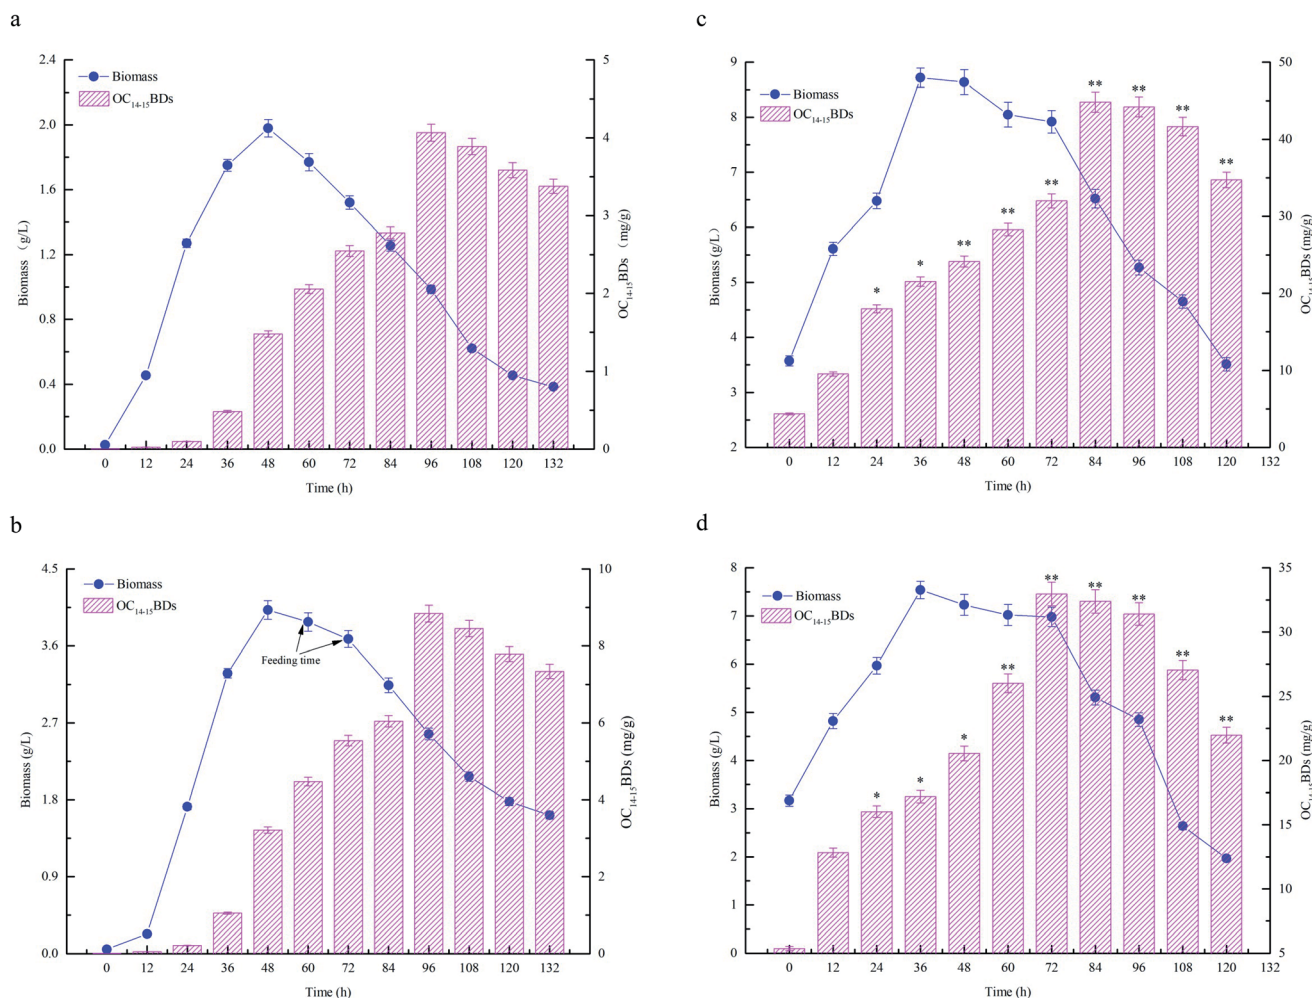 a
2.4
2.0
1.6
1.2
0.8
0.4
0.0
Biomass（g/L）
Biomass
OC14-15BDs
5
4
3
2
1
0
OC14-15BDs（mg/g）
0 12 24 36 48 60 72 84 96 108 120 132
Time (h)
b
4.5
3.6
2.7
1.8
0.9
0.0
Biomass (g/L)
Biomass
OC14-15BDs
Feeding time
10
8
6
4
2
0
OC14-15BDs (mg/g)
0 12 24 36 48 60 72 84 96 108 120 132
Time (h)
c
9
8
7
6
5
4
3
2
Biomass (g/L)
Biomass
OC14-15BDs
* * ** ** ** ** ** ** **
50
40
30
20
10
0
OC14-15BDs (mg/g)
0 12 24 36 48 60 72 84 96 108 120 132
Time (h)
d
8
7
6
5
4
3
2
1
0
Biomass (g/L)
Biomass
OC14-15BDs
* * * ** ** ** ** ** **
35
30
25
20
15
10
5
OC14-15BDs (mg/g)
0 12 24 36 48 60 72 84 96 108 120 132
Time (h)